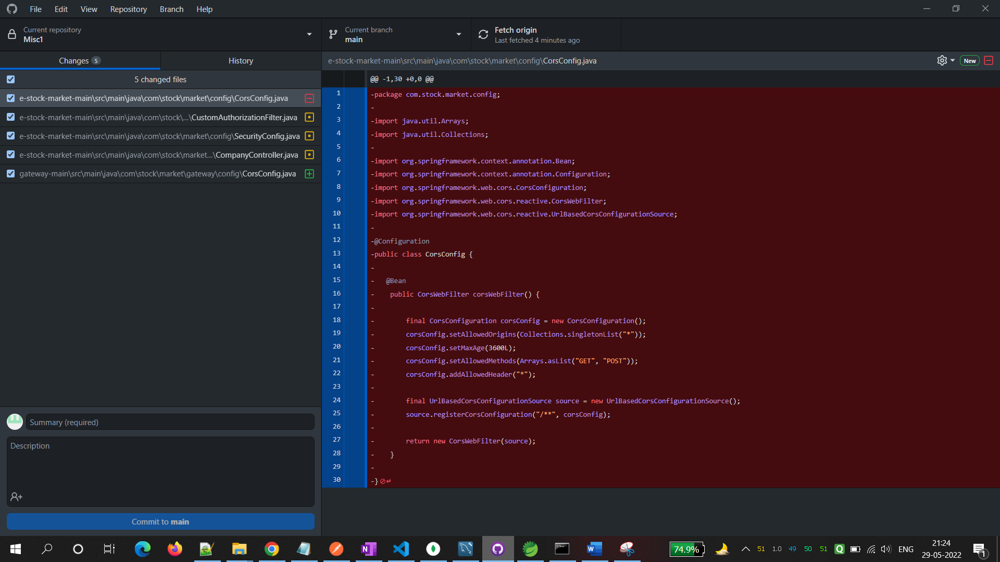 File Edit View Repository Branch Help
Current repository
Misc1
Current branch
main
Fetch origin
Last fetched 4 minutes ago
Changes 5
History
e-stock-market-main\src\main\java\com\stock\market\config\CorsConfig.java
New
5 changed files
e-stock-market-main\src\main\java\com\stock\market\config\CorsConfig.java
e-stock-market-main\src\main\java\com\stock\...\CustomAuthorizationFilter.java
e-stock-market-main\src\main\java\com\stock\market\config\SecurityConfig.java
e-stock-market-main\src\main\java\com\stock\market...\CompanyController.java
gateway-main\src\main\java\com\stock\market\gateway\config\CorsConfig.java
@@ -1,30 +0,0 @@
1 -package com.stock.market.config;
2 -
3 -import java.util.Arrays;
4 -import java.util.Collections;
5 -
6 -import org.springframework.context.annotation.Bean;
7 -import org.springframework.context.annotation.Configuration;
8 -import org.springframework.web.cors.CorsConfiguration;
9 -import org.springframework.web.cors.reactive.CorsWebFilter;
10 -import org.springframework.web.cors.reactive.UrlBasedCorsConfigurationSource;
11 -
12 -@Configuration
13 -public class CorsConfig {
14 -
15 -   @Bean
16 -    public CorsWebFilter corsWebFilter() {
17 -
18 -        final CorsConfiguration corsConfig = new CorsConfiguration();
19 -        corsConfig.setAllowedOrigins(Collections.singletonList("*"));
20 -        corsConfig.setMaxAge(3600L);
21 -        corsConfig.setAllowedMethods(Arrays.asList("GET", "POST"));
22 -        corsConfig.addAllowedHeader("*");
23 -
24 -        final UrlBasedCorsConfigurationSource source = new UrlBasedCorsConfigurationSource();
25 -        source.registerCorsConfiguration("/**", corsConfig);
26 -
27 -        return new CorsWebFilter(source);
28 -    }
29 -
30 -}
Summary (required)
Description
Commit to main
74.9% 51 1.0 49 50 51 Q ENG
21:24
29-05-2022
1